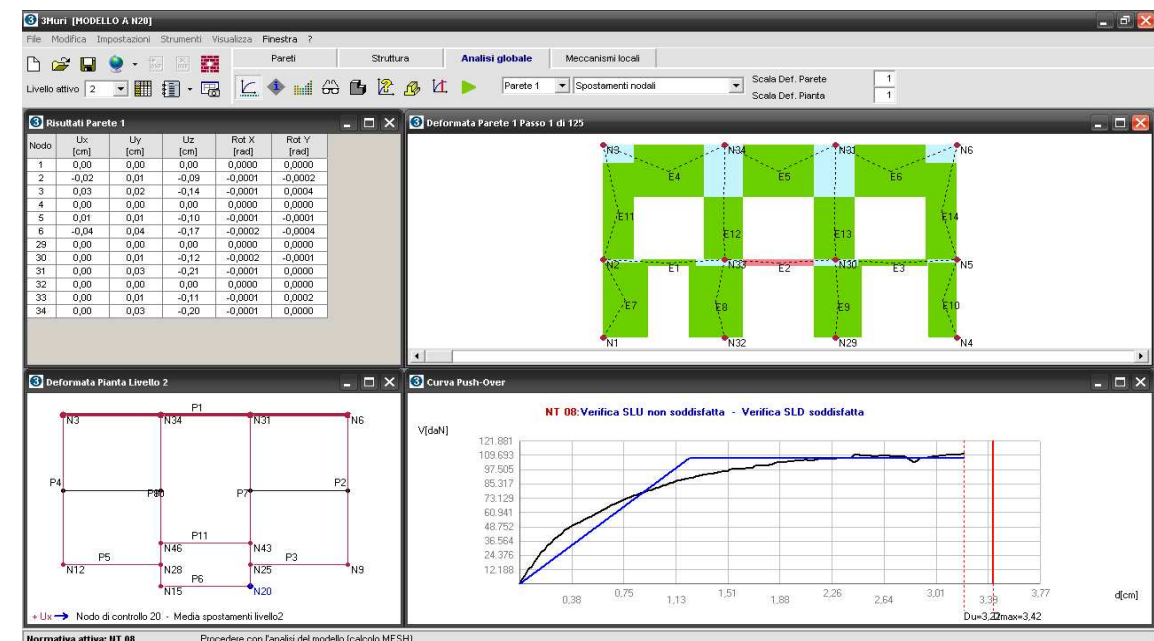 3Muri [MODELLO A N20]
File Modifica Impostazioni Strumenti Visualizza Finestra ?
Pareti Struttura Analisi globale Meccanismi locali
Livello attivo 2 Parete 1 Spostamenti nodali Scala Def. Parete 1
Scala Def. Pianta 1
Risultati Parete 1
Nodo Ux [cm] Uy [cm] Uz [cm] Rot X [rad] Rot Y [rad]
1 0,00 0,00 0,00 0,0000 0,0000
2 -0,02 0,01 -0,09 -0,0001 -0,0002
3 0,03 0,02 -0,14 -0,0001 0,0004
4 0,00 0,00 0,00 0,0000 0,0000
5 0,01 0,01 -0,10 -0,0001 -0,0001
6 -0,04 0,04 -0,17 -0,0002 -0,0004
29 0,00 0,00 0,00 0,0000 0,0000
30 0,00 0,01 -0,12 -0,0002 -0,0001
31 0,00 0,03 -0,21 -0,0001 0,0000
32 0,00 0,00 0,00 0,0000 0,0000
33 0,00 0,01 -0,11 -0,0001 0,0002
34 0,00 0,03 -0,20 -0,0001 0,0000
Deformata Parete 1 Passo 1 di 125
N3 N34 N31 N6
E4 E5 E6
E11 E14
E12 E13
N2 E1 N33 E2 N30 E3 N5
E7 E8 E9 E10
N1 N32 N29 N4
Deformata Pianta Livello 2
P1
N3 N34 N31 N6
P4 P7 P2
P11
N46 N43
P5 P3
N12 N28 N25 N9
P6
N15 N20
+ Ux Nodo di controllo 20 - Media spostamenti livello2
Curva Push-Over
NT 08:Verifica SLU non soddisfatta - Verifica SLD soddisfatta
V[daN]
121.881
109.693
97.505
85.317
73.129
60.941
48.752
36.564
24.376
12.188
0,38 0,75 1,13 1,51 1,88 2,26 2,64 3,01 3,39 3,77 d[cm]
Dmax=3,42
Normativa attiva: NT 08 Procedere con l'analisi del modello (calcolo MESH)